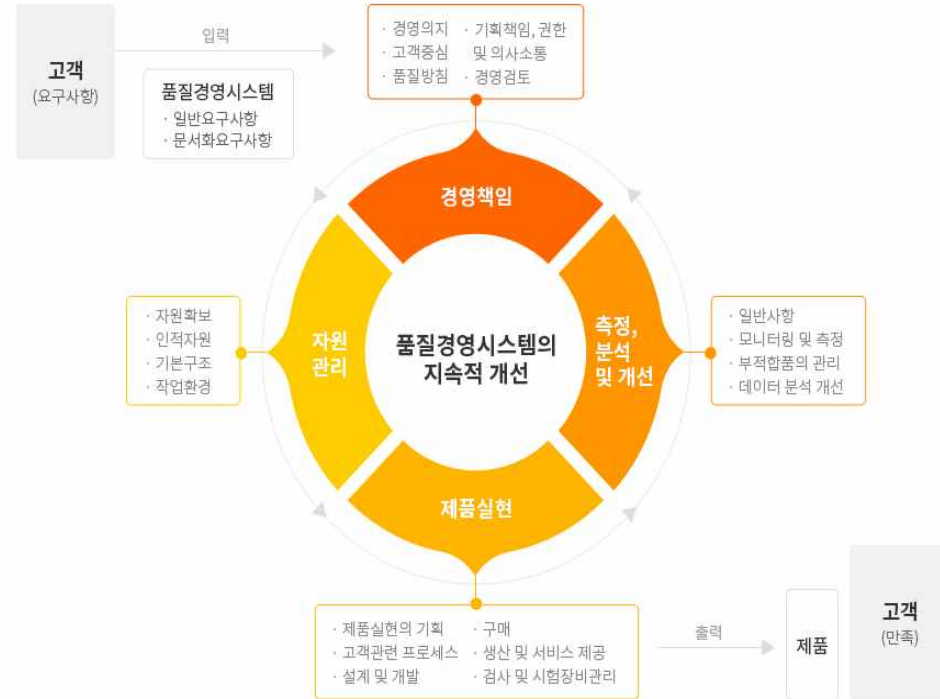 고객
(요구사항)
입력
품질경영시스템
· 일반요구사항
· 문서화요구사항
· 경영의지
· 고객중심
· 품질방침
· 기획책임, 권한
및 의사소통
· 경영검토
경영책임
· 자원확보
· 인적자원
· 기본구조
· 작업환경
자원
관리
품질경영시스템의
지속적 개선
측정,
분석
및 개선
· 일반사항
· 모니터링 및 측정
· 부적합품의 관리
· 데이터 분석 개선
제품실현
· 제품실현의 기획
· 고객관련 프로세스
· 설계 및 개발
· 구매
· 생산 및 서비스 제공
· 검사 및 시험장비관리
출력
제품
고객
(만족)